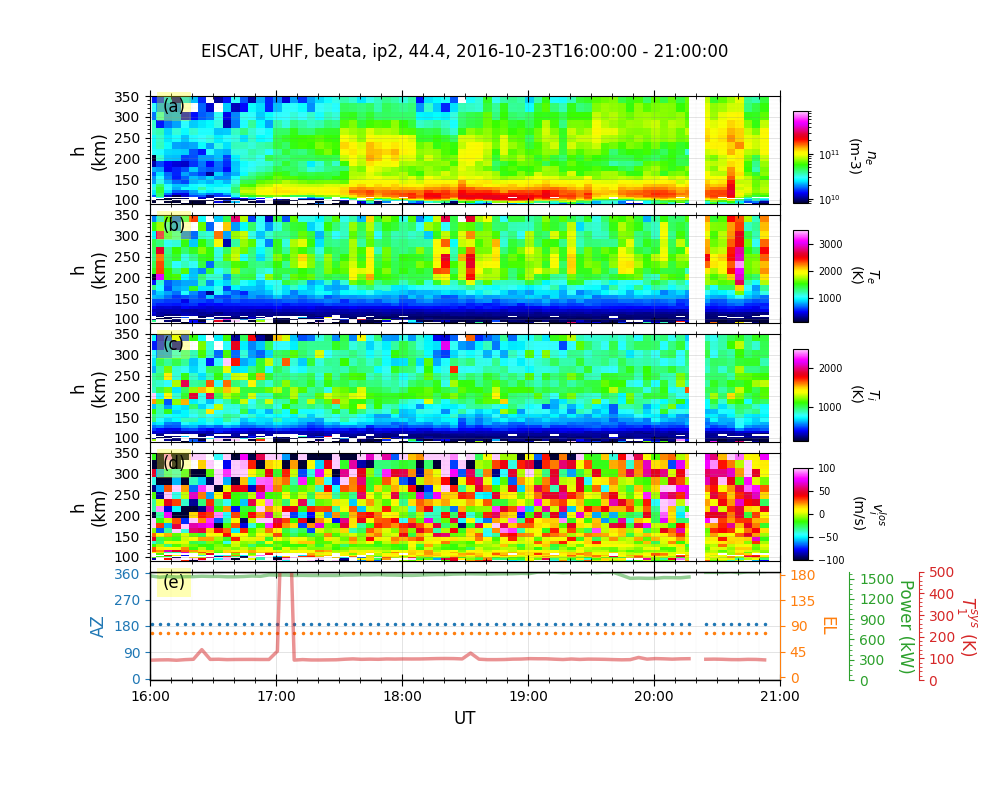 EISCAT, UHF, beata, ip2, 44.4, 2016-10-23T16:00:00 - 21:00:00
(a)
350
300
250
200
150
100
h
(km)
10¹¹
10¹⁰
nₑ
(m-3)
(b)
350
300
250
200
150
100
h
(km)
3000
2000
1000
Tₑ
(K)
(c)
350
300
250
200
150
100
h
(km)
2000
1000
Tᵢ
(K)
(d)
350
300
250
200
150
100
h
(km)
100
50
0
−50
−100
vᵢˡᵒˢ
(m/s)
(e)
360
270
180
90
0
AZ
180
135
90
45
0
EL
1500
1200
900
600
300
0
Power (kW)
500
400
300
200
100
0
T₁ˢʸˢ (K)
16:00 17:00 18:00 19:00 20:00 21:00
UT